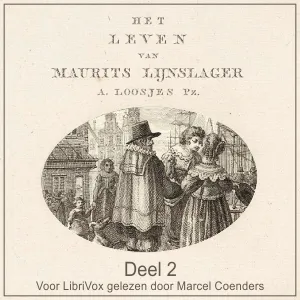 HET
LEVEN
VAN
MAURITS LIJNSLAGER
A. LOOSJES Pz.
Deel 2
Voor LibriVox gelezen door Marcel Coenders